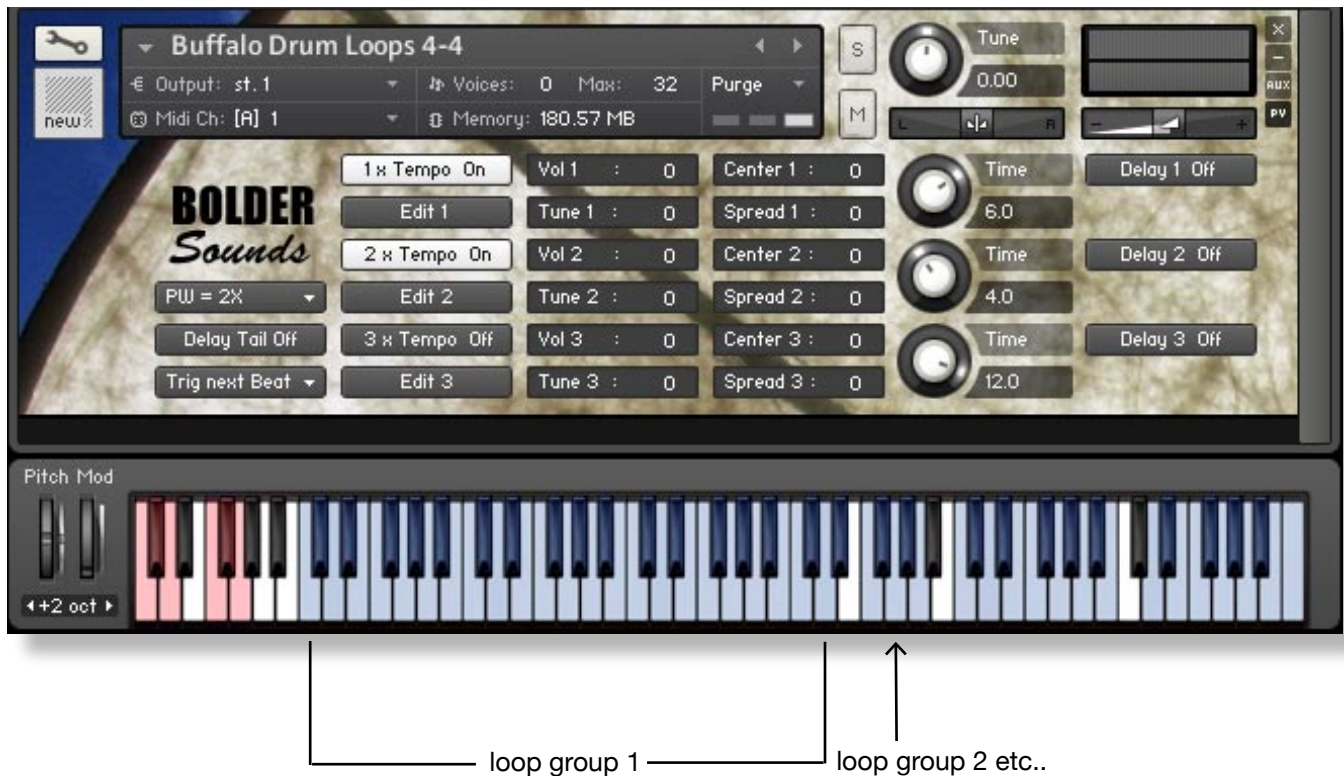 Buffalo Drum Loops 4-4
S
Tune
×
Output: st. 1 Voices: 0 Max: 32 Purge
0.00
–
AUX
new
Midi Ch: [A] 1 Memory: 180.57 MB
M
L R
– +
PV
1 x Tempo On Vol 1 : 0 Center 1 : 0 Time Delay 1 Off
BOLDER
Edit 1 Tune 1 : 0 Spread 1 : 0 6.0
Sounds
2 x Tempo On Vol 2 : 0 Center 2 : 0 Time Delay 2 Off
PW = 2X Edit 2 Tune 2 : 0 Spread 2 : 0 4.0
Delay Tail Off 3 x Tempo Off Vol 3 : 0 Center 3 : 0 Time Delay 3 Off
Trig next Beat Edit 3 Tune 3 : 0 Spread 3 : 0 12.0
Pitch Mod
+2 oct
loop group 1 loop group 2 etc..